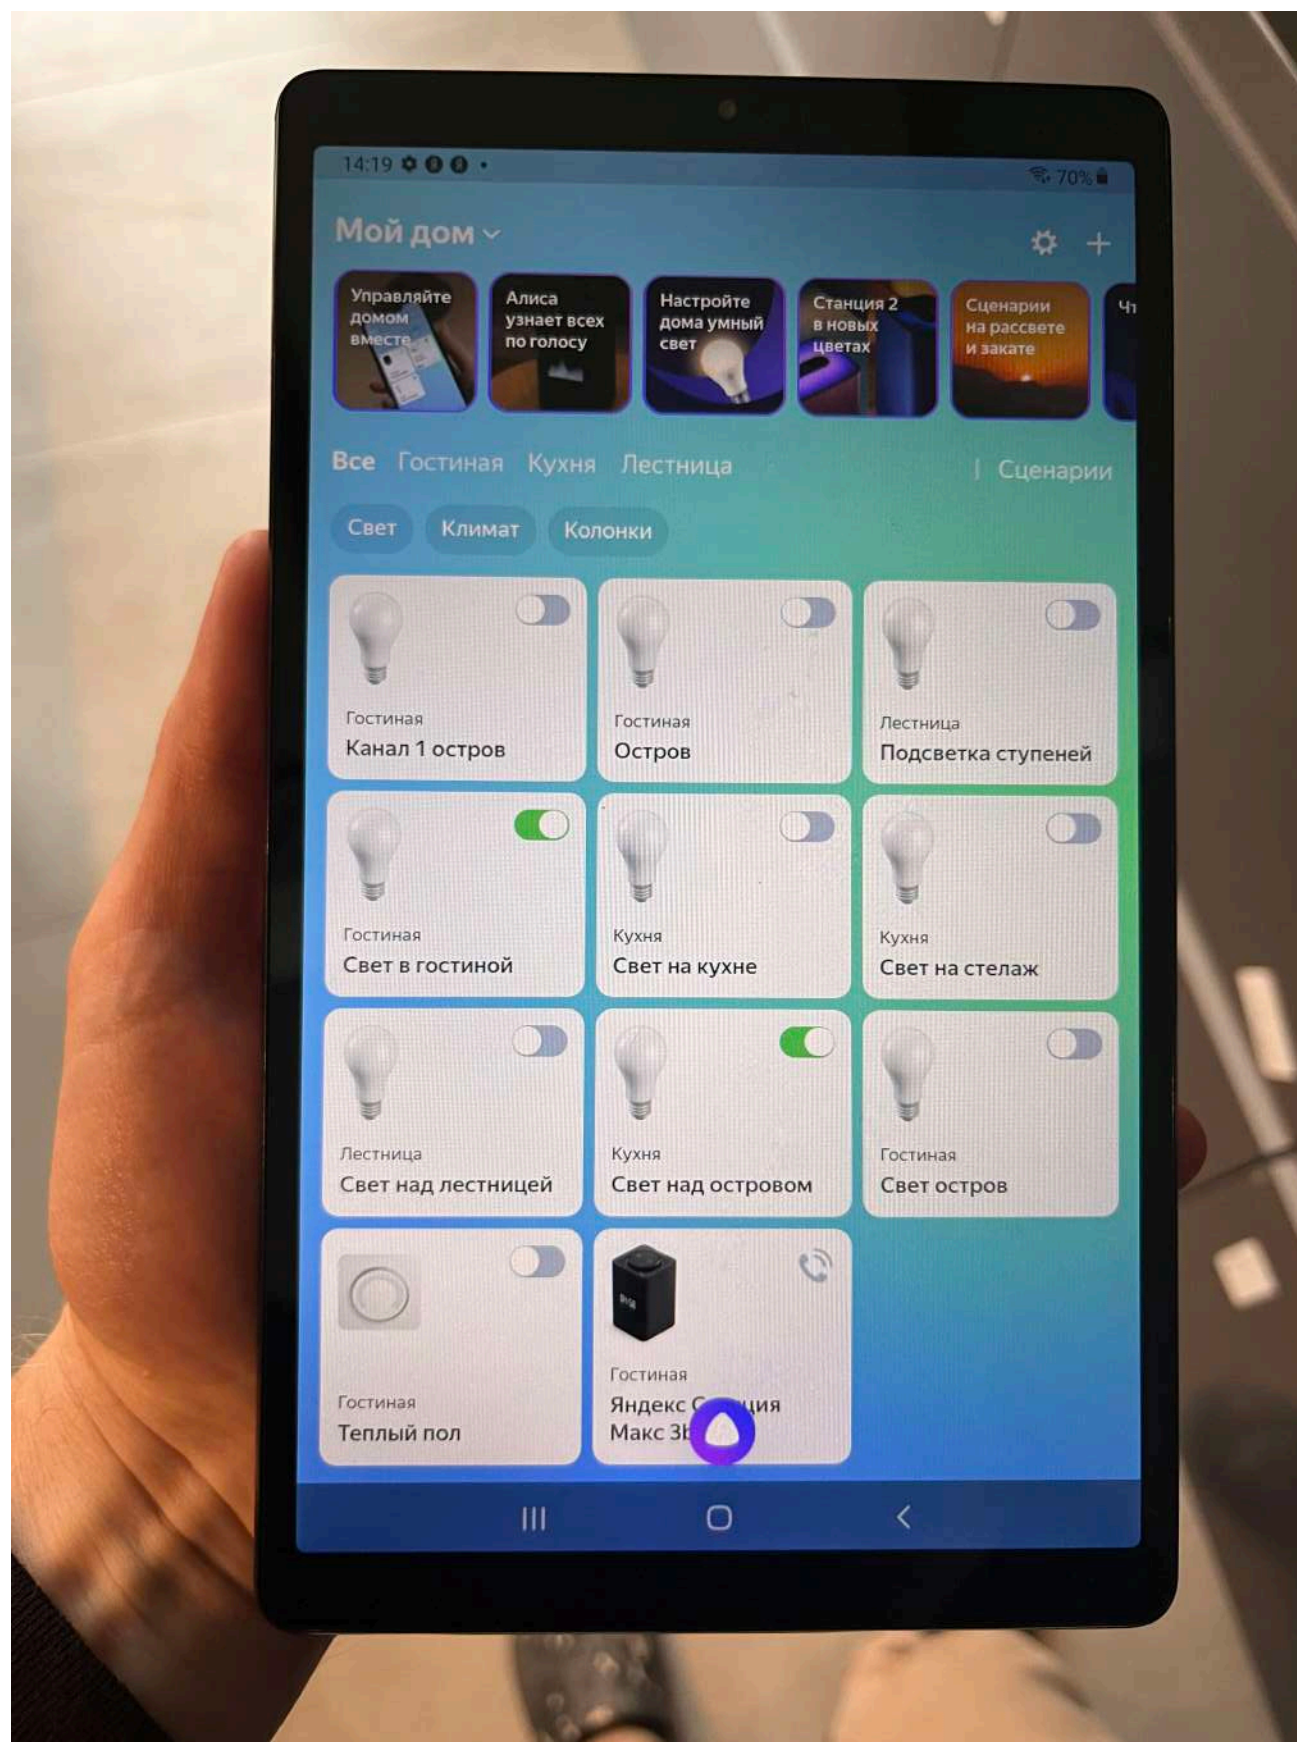 14:19
70%
Мой дом
Управляйте
домом
вместе
Алиса
узнает всех
по голосу
Настройте
дома умный
свет
Станция 2
в новых
цветах
Сценарии
на рассвете
и закате
Чт
Все Гостиная Кухня Лестница | Сценарии
Свет Климат Колонки
Гостиная
Канал 1 остров
Гостиная
Остров
Лестница
Подсветка ступеней
Гостиная
Свет в гостиной
Кухня
Свет на кухне
Кухня
Свет на стелаж
Лестница
Свет над лестницей
Кухня
Свет над островом
Гостиная
Свет остров
Гостиная
Теплый пол
Гостиная
Яндекс
Макс